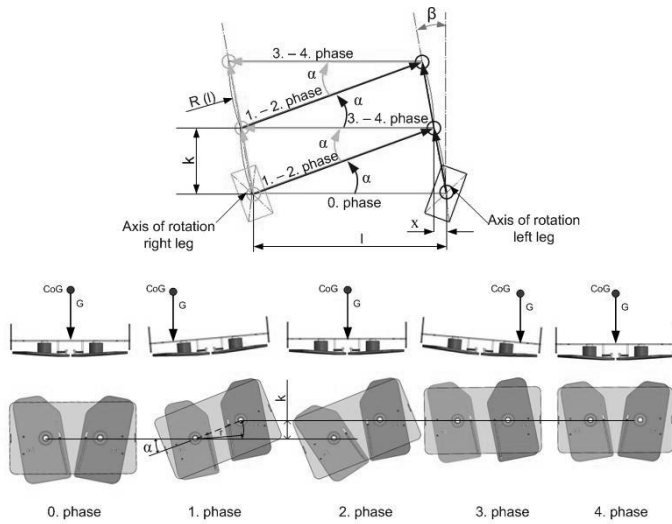 β
3. – 4. phase
α
R (l)
1. – 2. phase
α
3. – 4. phase
k
α
1. – 2. phase
α
0. phase
Axis of rotation
right leg
Axis of rotation
left leg
x
l
CoG
G
CoG
G
CoG
G
CoG
G
CoG
G
k
α
0. phase
1. phase
2. phase
3. phase
4. phase